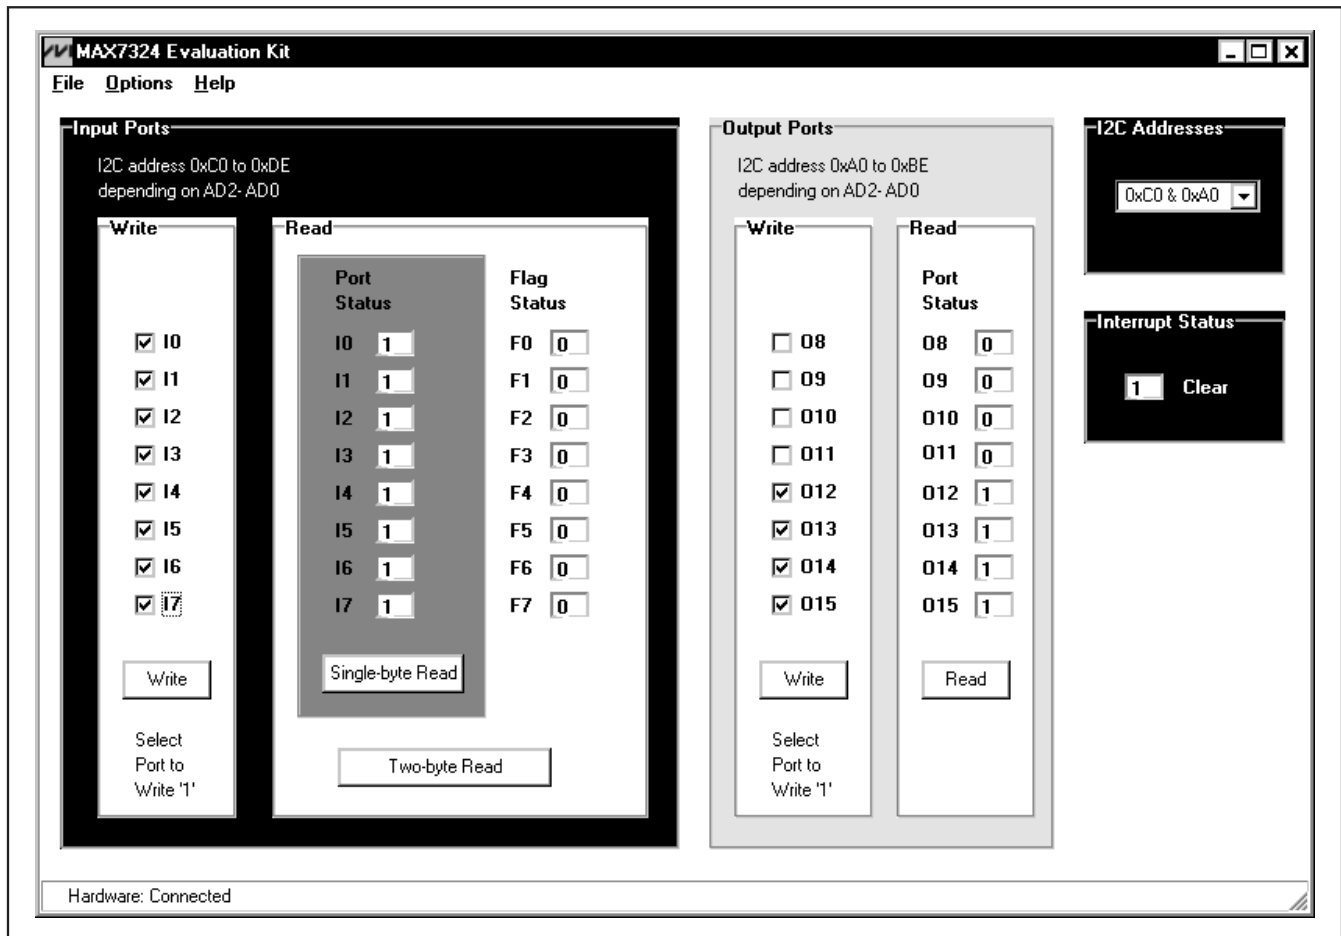 MAX7324 Evaluation Kit
File Options Help
Input Ports
I2C address 0xC0 to 0xDE
depending on AD2- AD0
Write
I0
I1
I2
I3
I4
I5
I6
I7
Write
Select
Port to
Write '1'
Read
Port Flag
Status Status
I0 1 F0 0
I1 1 F1 0
I2 1 F2 0
I3 1 F3 0
I4 1 F4 0
I5 1 F5 0
I6 1 F6 0
I7 1 F7 0
Single-byte Read
Two-byte Read
Output Ports
I2C address 0xA0 to 0xBE
depending on AD2- AD0
Write
O8
O9
O10
O11
O12
O13
O14
O15
Write
Select
Port to
Write '1'
Read
Port
Status
O8 0
O9 0
O10 0
O11 0
O12 1
O13 1
O14 1
O15 1
Read
I2C Addresses
0xC0 & 0xA0
Interrupt Status
1 Clear
Hardware: Connected